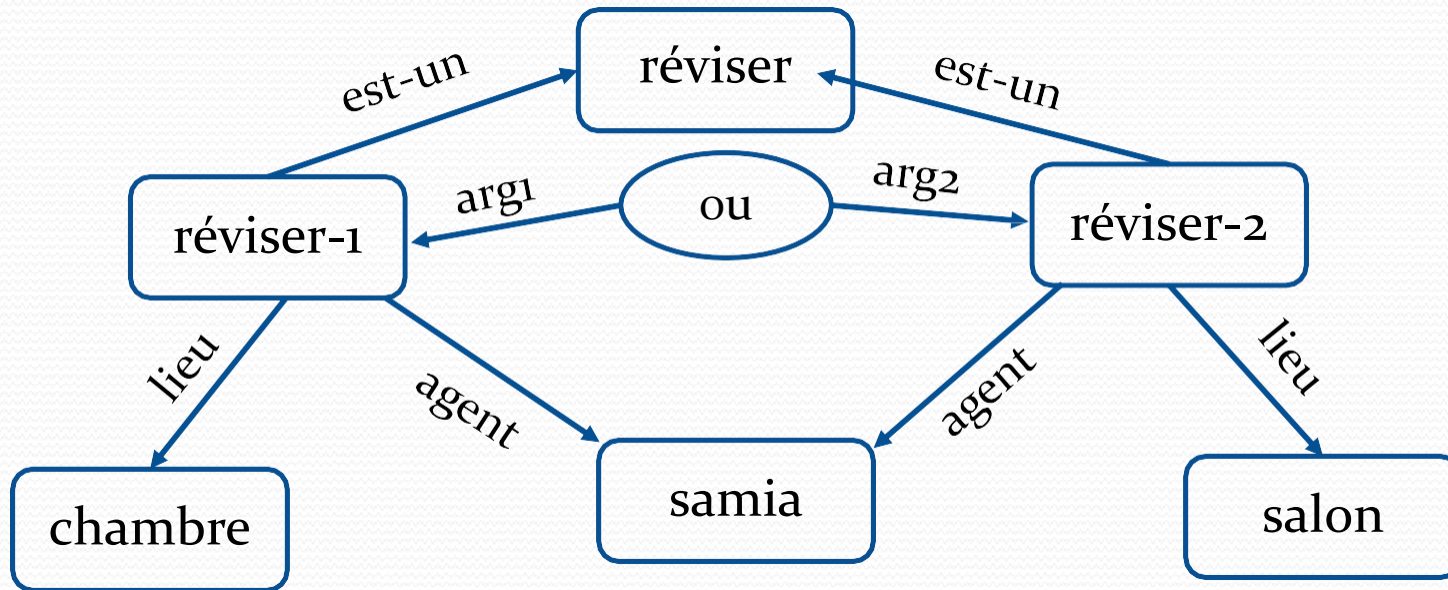 réviser
est-un
est-un
ou
arg1
arg2
réviser-1
réviser-2
lieu
agent
agent
lieu
chambre
samia
salon